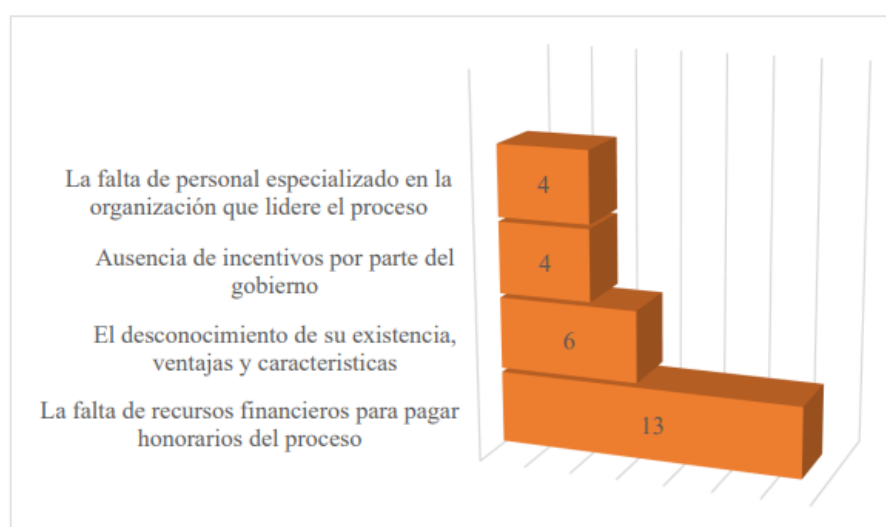 La falta de personal especializado en la
organización que lidere el proceso
4
Ausencia de incentivos por parte del
gobierno
4
El desconocimiento de su existencia,
ventajas y caracteristicas
6
La falta de recursos financieros para pagar
honorarios del proceso
13